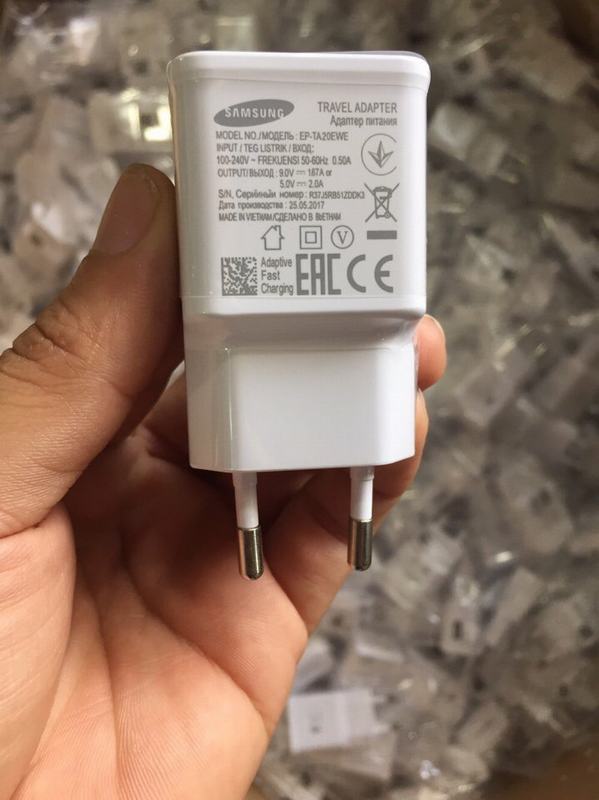 SAMSUNG
TRAVEL ADAPTER
Адаптер питания
MODEL NO./МОДЕЛЬ : EP-TA20EWE
INPUT / TEG LISTRIK / ВХОД:
100-240V ~ FREKUENSI 50-60Hz 0.50A
OUTPUT/ВЫХОД : 9.0V ⎓ 1.67A or
5.0V ⎓ 2.0A
S/N, Серийный номер : R37J5RB51ZDDK3
Дата производства : 25.05.2017
MADE IN VIETNAM/СДЕЛАНО В ВЬЕТНАМ
V
Adaptive
Fast
Charging
EAC CE